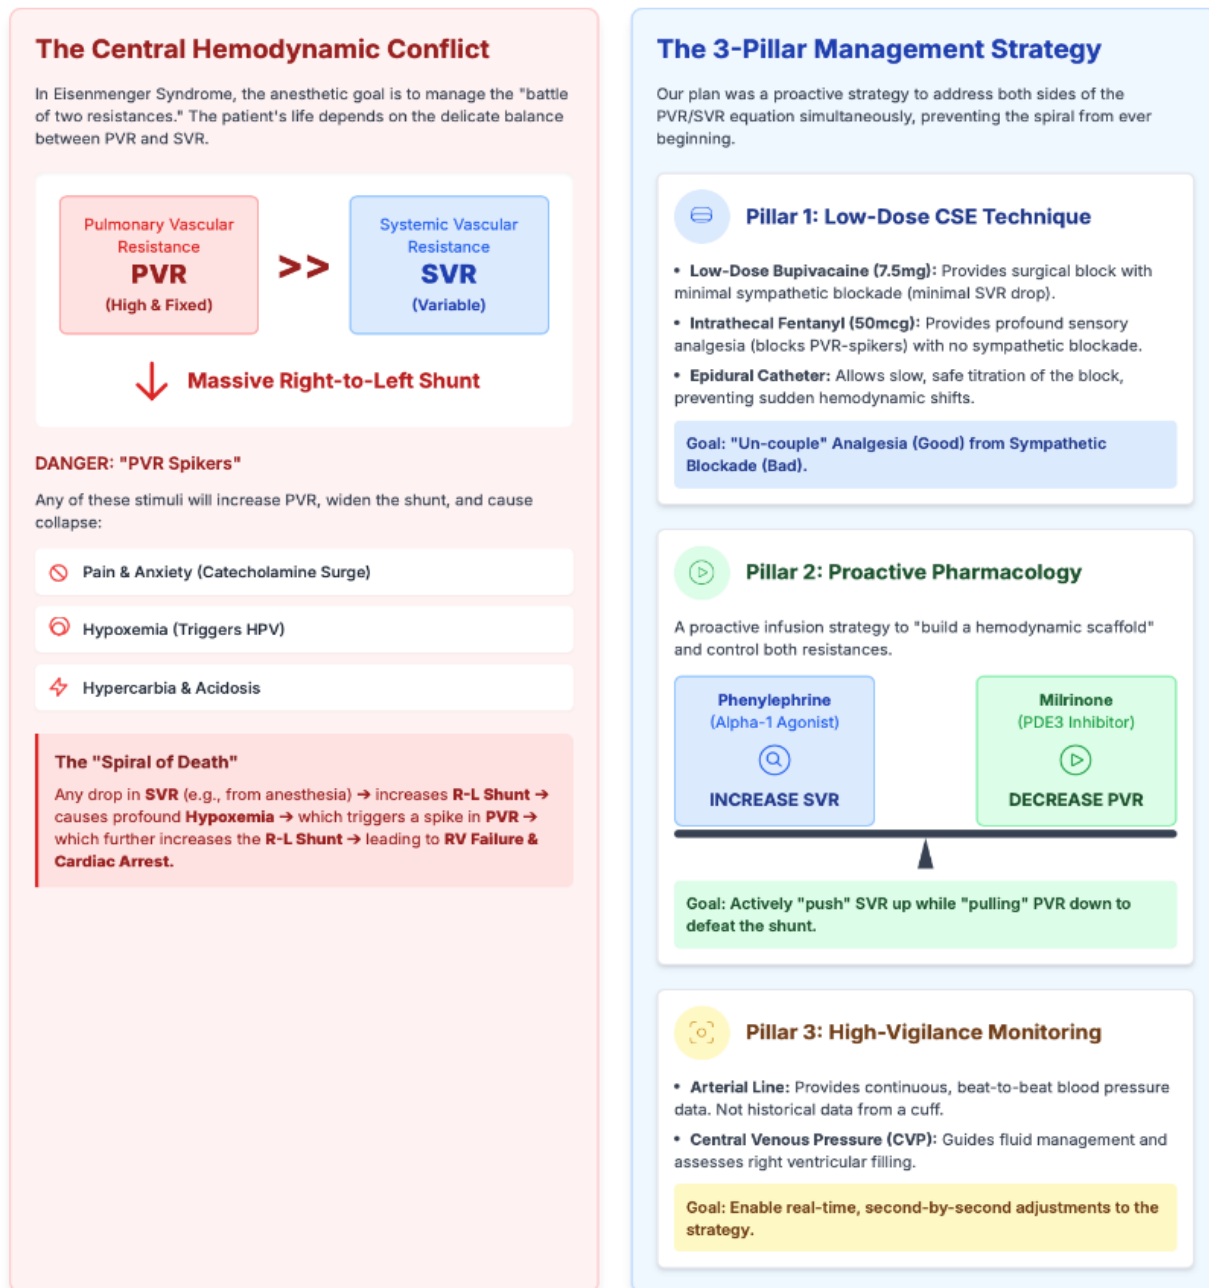 The Central Hemodynamic Conflict
In Eisenmenger Syndrome, the anesthetic goal is to manage the "battle
of two resistances." The patient's life depends on the delicate balance
between PVR and SVR.
Pulmonary Vascular
Resistance
PVR
(High & Fixed)
>>
Systemic Vascular
Resistance
SVR
(Variable)
↓ Massive Right-to-Left Shunt
DANGER: "PVR Spikers"
Any of these stimuli will increase PVR, widen the shunt, and cause
collapse:
Pain & Anxiety (Catecholamine Surge)
Hypoxemia (Triggers HPV)
Hypercarbia & Acidosis
The "Spiral of Death"
Any drop in SVR (e.g., from anesthesia) → increases R-L Shunt →
causes profound Hypoxemia → which triggers a spike in PVR →
which further increases the R-L Shunt → leading to RV Failure &
Cardiac Arrest.
The 3-Pillar Management Strategy
Our plan was a proactive strategy to address both sides of the
PVR/SVR equation simultaneously, preventing the spiral from ever
beginning.
Pillar 1: Low-Dose CSE Technique
• Low-Dose Bupivacaine (7.5mg): Provides surgical block with
minimal sympathetic blockade (minimal SVR drop).
• Intrathecal Fentanyl (50mcg): Provides profound sensory
analgesia (blocks PVR-spikers) with no sympathetic blockade.
• Epidural Catheter: Allows slow, safe titration of the block,
preventing sudden hemodynamic shifts.
Goal: "Un-couple" Analgesia (Good) from Sympathetic
Blockade (Bad).
Pillar 2: Proactive Pharmacology
A proactive infusion strategy to "build a hemodynamic scaffold"
and control both resistances.
Phenylephrine
(Alpha-1 Agonist)
INCREASE SVR
Milrinone
(PDE3 Inhibitor)
DECREASE PVR
Goal: Actively "push" SVR up while "pulling" PVR down to
defeat the shunt.
Pillar 3: High-Vigilance Monitoring
• Arterial Line: Provides continuous, beat-to-beat blood pressure
data. Not historical data from a cuff.
• Central Venous Pressure (CVP): Guides fluid management and
assesses right ventricular filling.
Goal: Enable real-time, second-by-second adjustments to the
strategy.